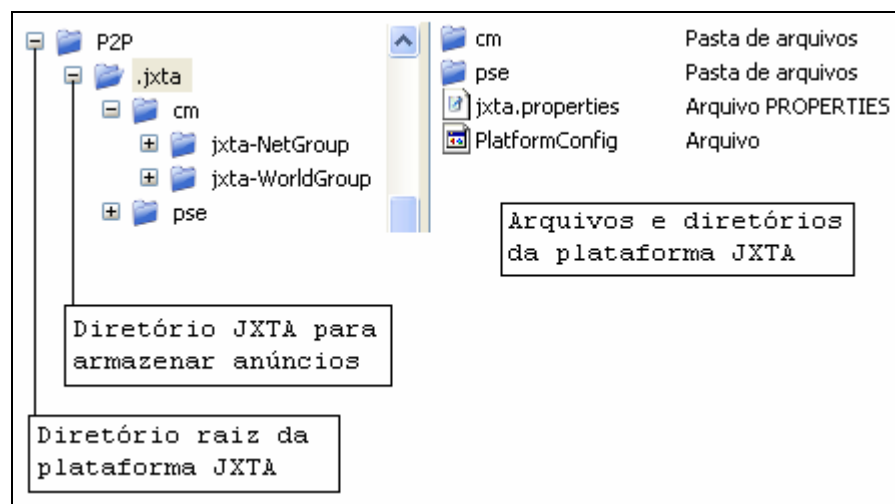 P2P
.jxta
cm
jxta-NetGroup
jxta-WorldGroup
pse
cm Pasta de arquivos
pse Pasta de arquivos
jxta.properties Arquivo PROPERTIES
PlatformConfig Arquivo
Arquivos e diretórios
da plataforma JXTA
Diretório JXTA para
armazenar anúncios
Diretório raiz da
plataforma JXTA